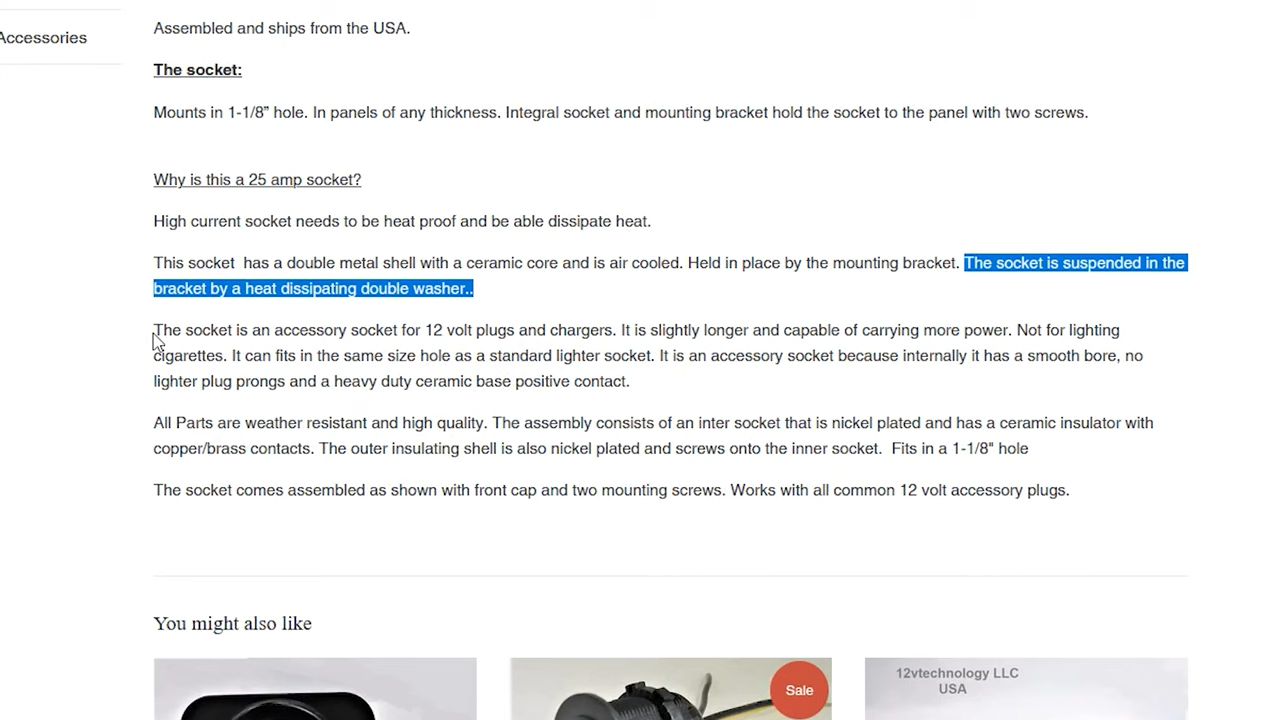 Assembled and ships from the USA.
Accessories
The socket:
Mounts in 1-1/8” hole. In panels of any thickness. Integral socket and mounting bracket hold the socket to the panel with two screws.
Why is this a 25 amp socket?
High current socket needs to be heat proof and be able dissipate heat.
This socket  has a double metal shell with a ceramic core and is air cooled. Held in place by the mounting bracket. The socket is suspended in the
bracket by a heat dissipating double washer..
The socket is an accessory socket for 12 volt plugs and chargers. It is slightly longer and capable of carrying more power. Not for lighting
cigarettes. It can fits in the same size hole as a standard lighter socket. It is an accessory socket because internally it has a smooth bore, no
lighter plug prongs and a heavy duty ceramic base positive contact.
All Parts are weather resistant and high quality. The assembly consists of an inter socket that is nickel plated and has a ceramic insulator with
copper/brass contacts. The outer insulating shell is also nickel plated and screws onto the inner socket.  Fits in a 1-1/8" hole
The socket comes assembled as shown with front cap and two mounting screws. Works with all common 12 volt accessory plugs.
You might also like
Sale
12vtechnology LLC
USA